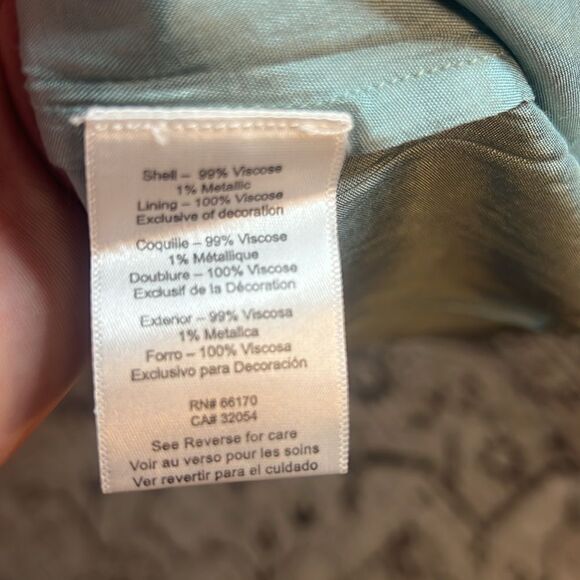 Shell – 99% Viscose
1% Metallic
Lining – 100% Viscose
Exclusive of decoration
Coquille – 99% Viscose
1% Métallique
Doublure – 100% Viscose
Exclusif de la Décoration
Exterior – 99% Viscosa
1% Metalica
Forro – 100% Viscosa
Exclusivo para Decoración
RN# 66170
CA# 32054
See Reverse for care
Voir au verso pour les soins
Ver revertir para el cuidado